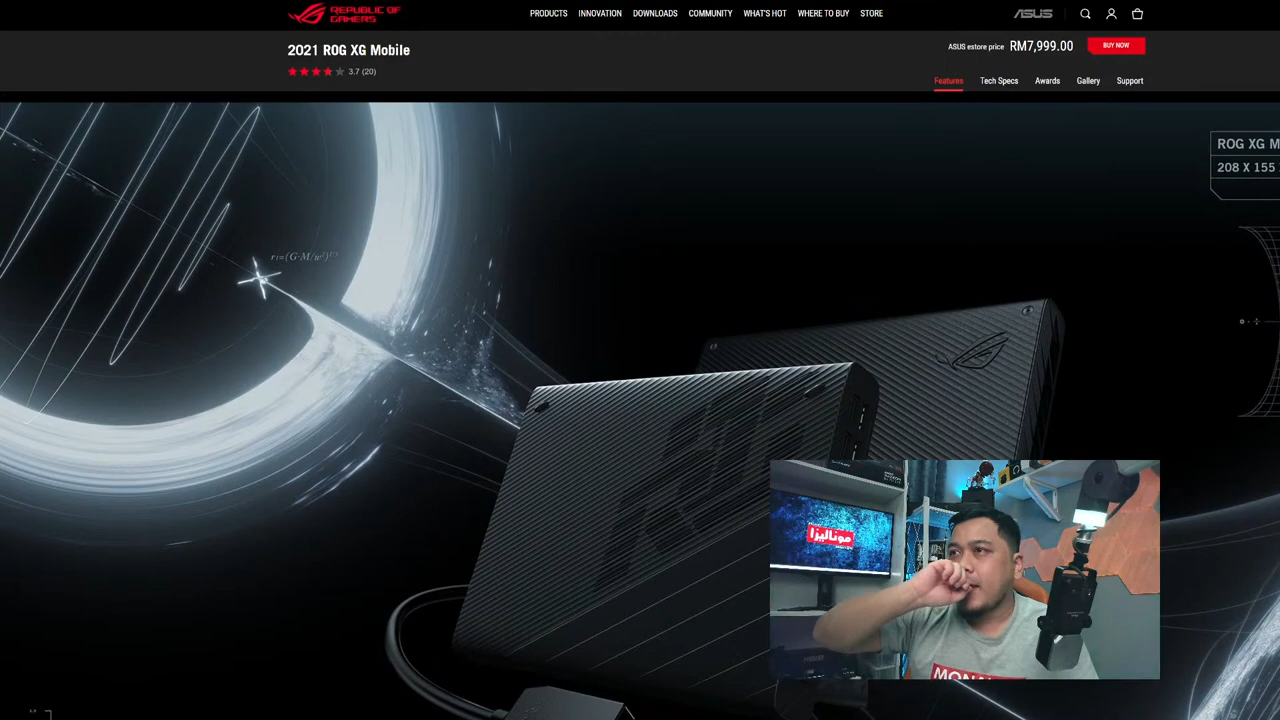 REPUBLIC OF
GAMERS
PRODUCTS INNOVATION DOWNLOADS COMMUNITY WHAT'S HOT WHERE TO BUY STORE
ASUS
2021 ROG XG Mobile
3.7 (20)
ASUS estore price RM7,999.00 BUY NOW
Features Tech Specs Awards Gallery Support
ROG XG M
208 X 155
موناليزا